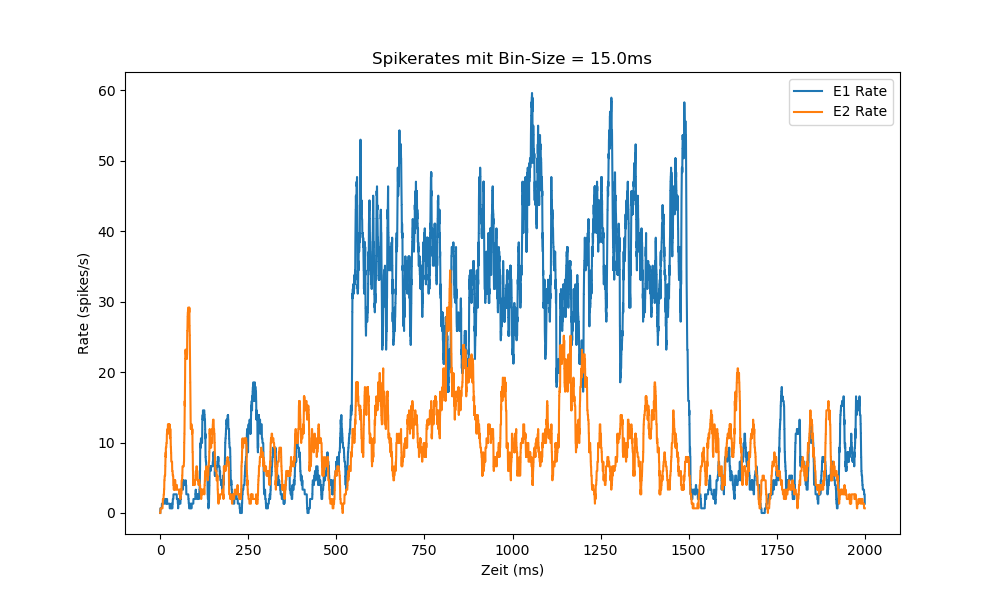 Spikerates mit Bin-Size = 15.0ms
E1 Rate
E2 Rate
Rate (spikes/s)
60
50
40
30
20
10
0
0 250 500 750 1000 1250 1500 1750 2000
Zeit (ms)